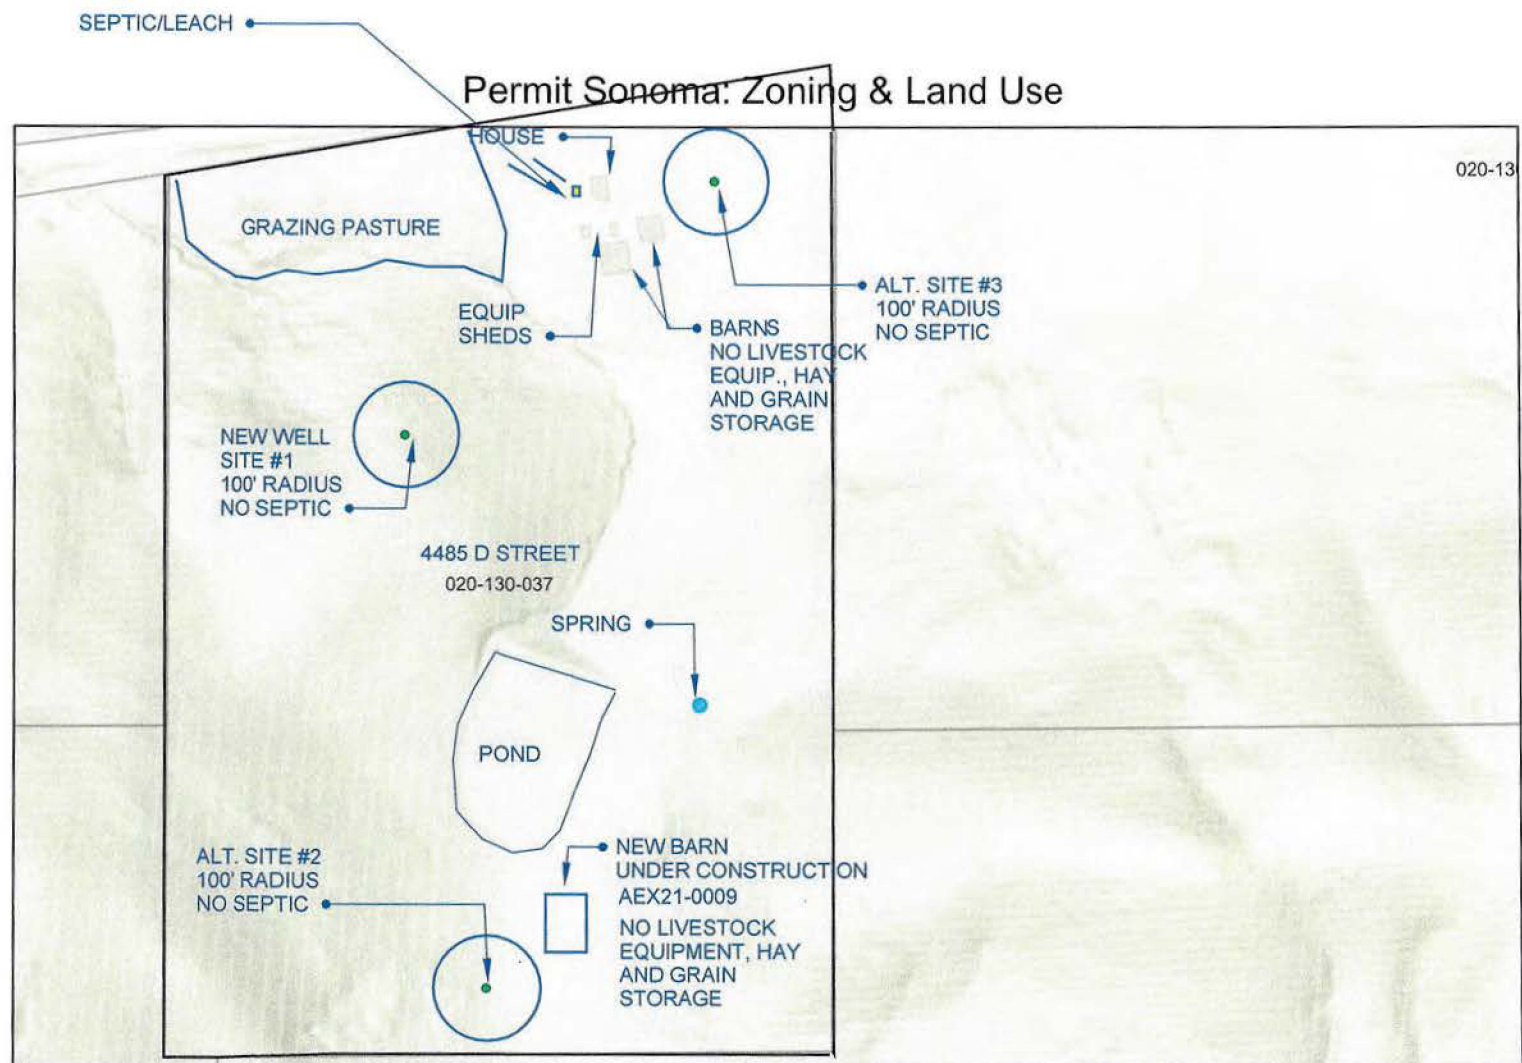 SEPTIC/LEACH
Permit Sonoma: Zoning & Land Use
HOUSE
020-13
GRAZING PASTURE
ALT. SITE #3
100' RADIUS
NO SEPTIC
EQUIP
SHEDS
BARNS
NO LIVESTOCK
EQUIP., HAY
AND GRAIN
STORAGE
NEW WELL
SITE #1
100' RADIUS
NO SEPTIC
4485 D STREET
020-130-037
SPRING
POND
ALT. SITE #2
100' RADIUS
NO SEPTIC
NEW BARN
UNDER CONSTRUCTION
AEX21-0009
NO LIVESTOCK
EQUIPMENT, HAY
AND GRAIN
STORAGE